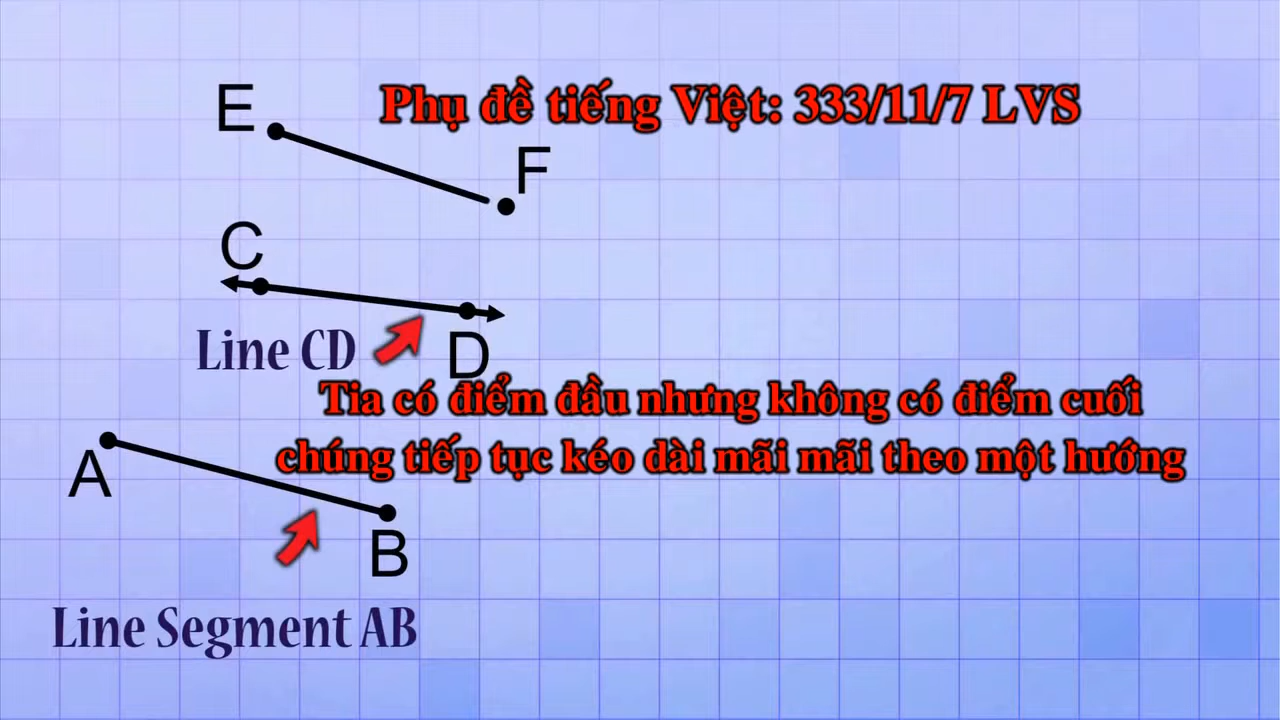 E
Phụ đề tiếng Việt: 333/11/7 LVS
F
C
Line CD
D
Tia có điểm đầu nhưng không có điểm cuối
chúng tiếp tục kéo dài mãi mãi theo một hướng
A
B
Line Segment AB